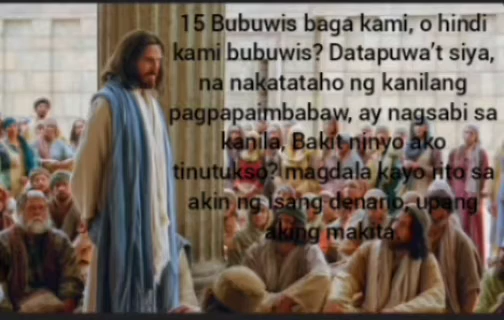 15 Bubuwis baga kami, o hindi
kami bubuwis? Datapuwa't siya,
na nakatataho ng kanilang
pagpapaimbabaw, ay nagsabi sa
kanila, Bakit ninyo ako
tinutukso? magdala kayo rito sa
akin ng isang denario, upang
aking makita.